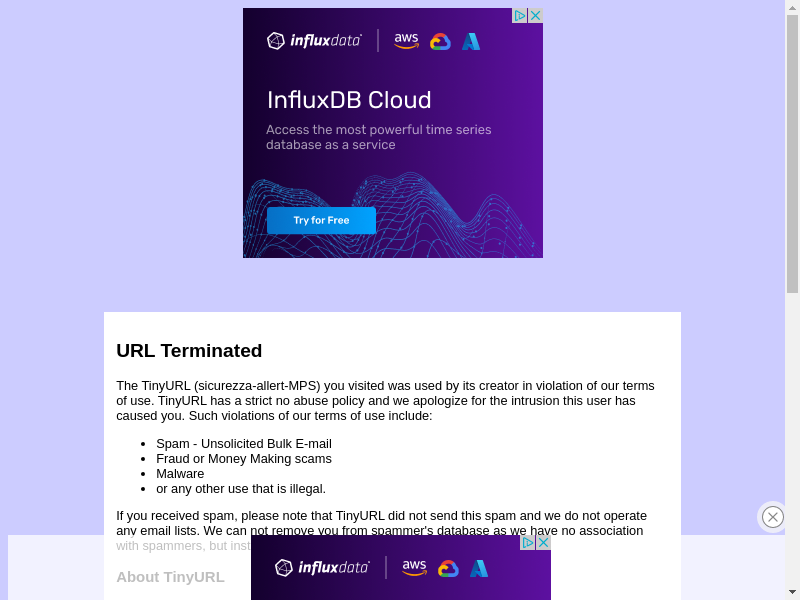 influxdata
aws
InfluxDB Cloud
Access the most powerful time series
database as a service
Try for Free
URL Terminated
The TinyURL (sicurezza-allert-MPS) you visited was used by its creator in violation of our terms
of use. TinyURL has a strict no abuse policy and we apologize for the intrusion this user has
caused you. Such violations of our terms of use include:
• Spam - Unsolicited Bulk E-mail
• Fraud or Money Making scams
• Malware
• or any other use that is illegal.
If you received spam, please note that TinyURL did not send this spam and we do not operate
any email lists. We can not remove you from spammer's database as we have no association
with spammers, but inst
About TinyURL
influxdata
aws